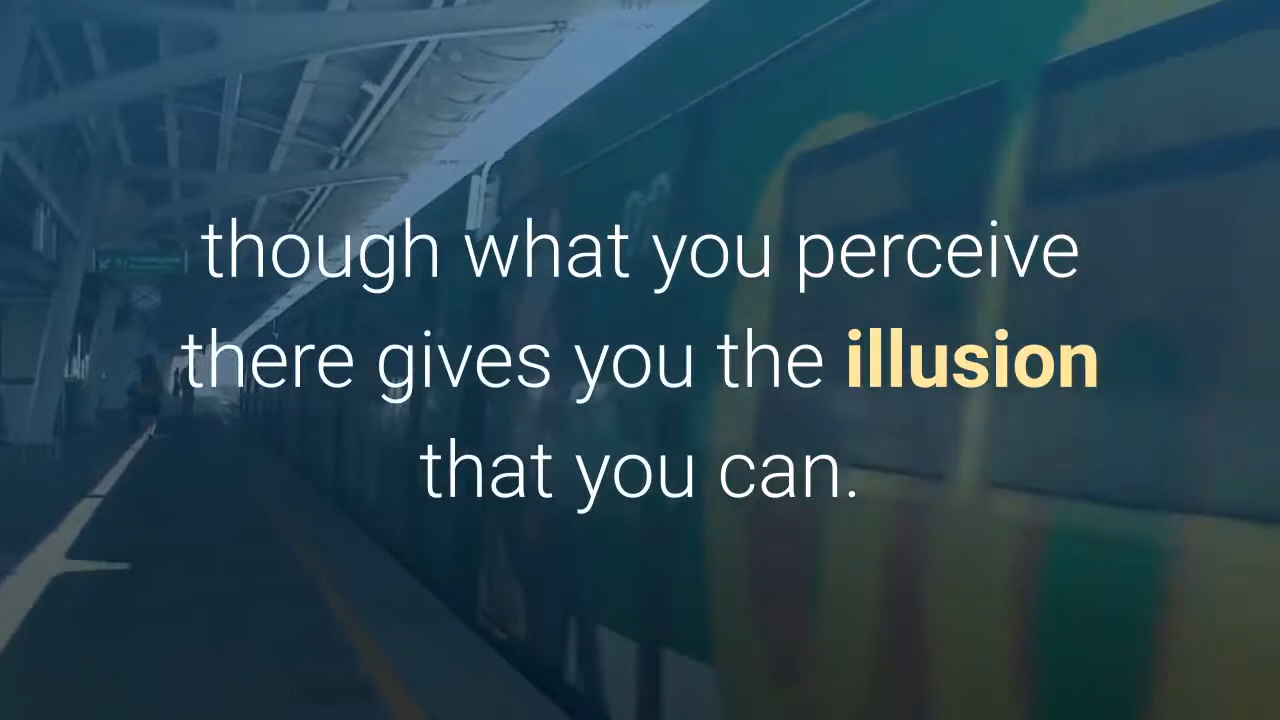 though what you perceive
there gives you the illusion
that you can.